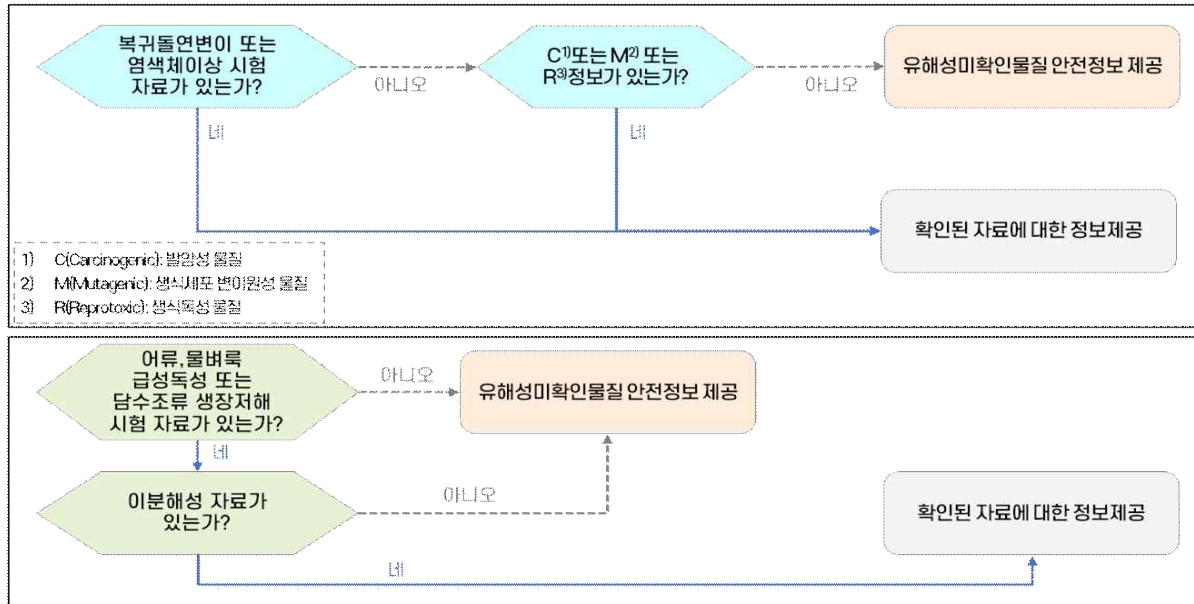 복귀돌연변이 또는
염색체이상 시험
자료가 있는가?
아니오
C1)또는 M2) 또는
R3)정보가 있는가?
아니오
유해성미확인물질 안전정보 제공
네
네
확인된 자료에 대한 정보제공
1) C(Carcinogenic): 발암성 물질
2) M(Mutagenic): 생식세포 변이원성 물질
3) R(Reprotoxic): 생식독성 물질
어류,물벼룩
급성독성 또는
담수조류 생장저해
시험 자료가 있는가?
아니오
유해성미확인물질 안전정보 제공
네
이분해성 자료가
있는가?
아니오
확인된 자료에 대한 정보제공
네